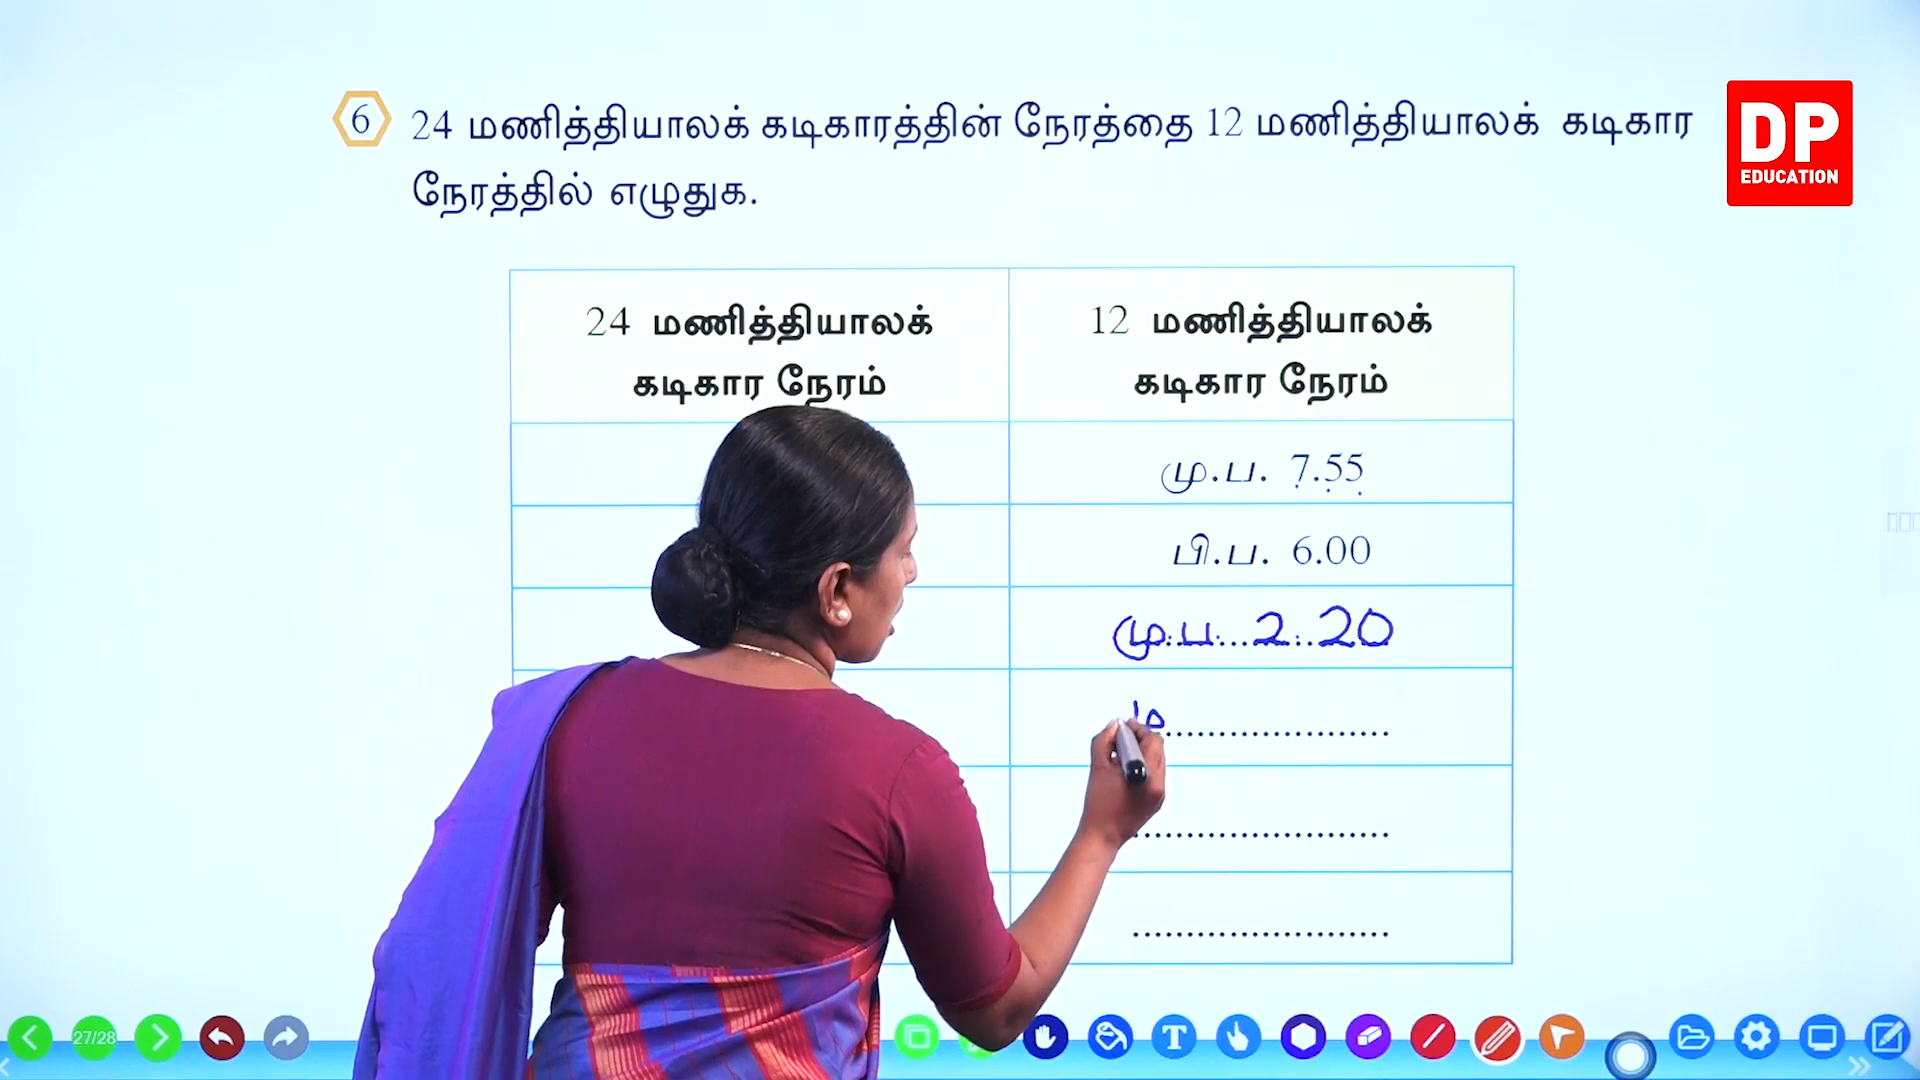 6 24 மணித்தியாலக் கடிகாரத்தின் நேரத்தை 12 மணித்தியாலக் கடிகார
நேரத்தில் எழுதுக.
DP
EDUCATION
24 மணித்தியாலக்
கடிகார நேரம்
12 மணித்தியாலக்
கடிகார நேரம்
மு.ப. 7.55
பி.ப. 6.00
மு.ப. 2.20
27/28
T